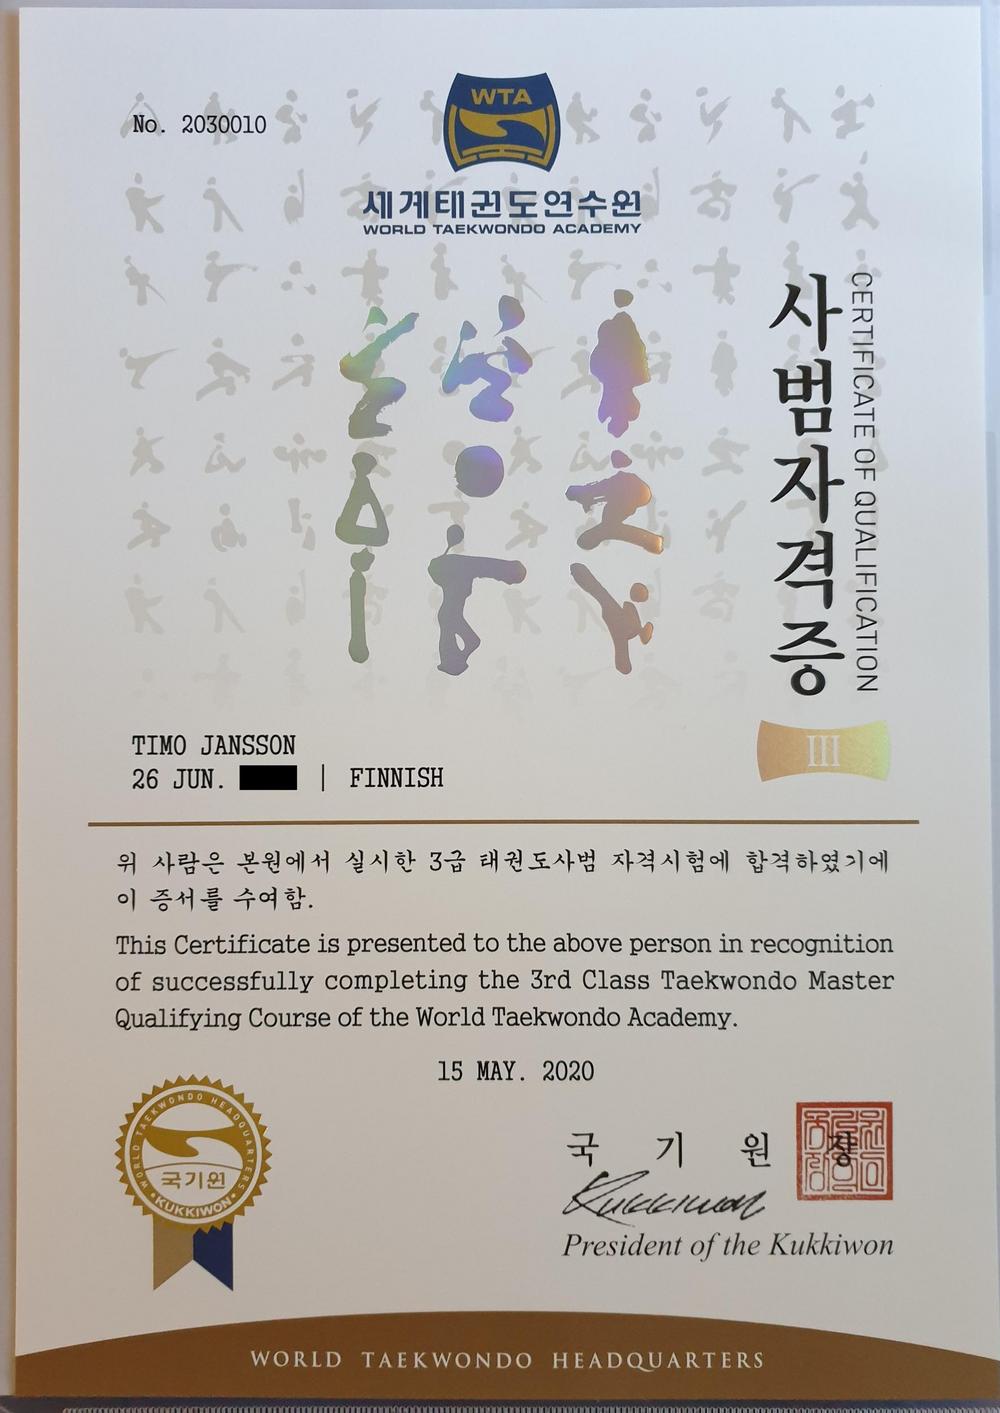 No. 2030010
WTA
세계태권도연수원
WORLD TAEKWONDO ACADEMY
사범자격증
CERTIFICATE OF QUALIFICATION
III
TIMO JANSSON
26 JUN. | FINNISH
위 사람은 본원에서 실시한 3급 태권도사범 자격시험에 합격하였기에
이 증서를 수여함.
This Certificate is presented to the above person in recognition
of successfully completing the 3rd Class Taekwondo Master
Qualifying Course of the World Taekwondo Academy.
15 MAY. 2020
WORLD TAEKWONDO HEADQUARTERS
국기원
KUKKIWON
국 기 원 장
Kukkiwon
President of the Kukkiwon
WORLD TAEKWONDO HEADQUARTERS